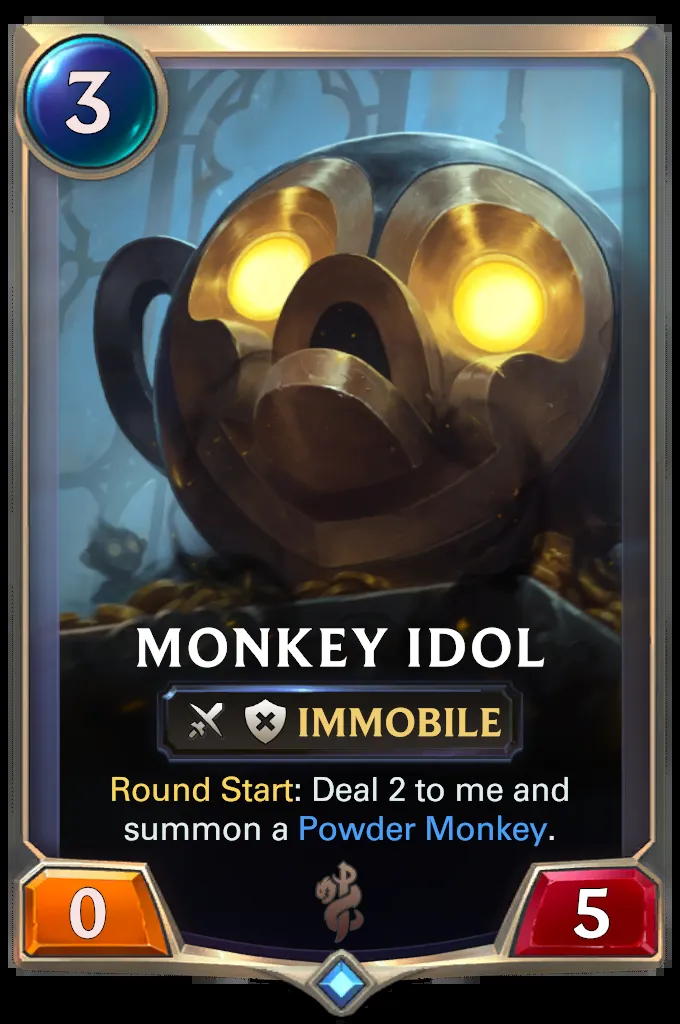 3
MONKEY IDOL
IMMOBILE
Round Start: Deal 2 to me and
summon a Powder Monkey.
0
5